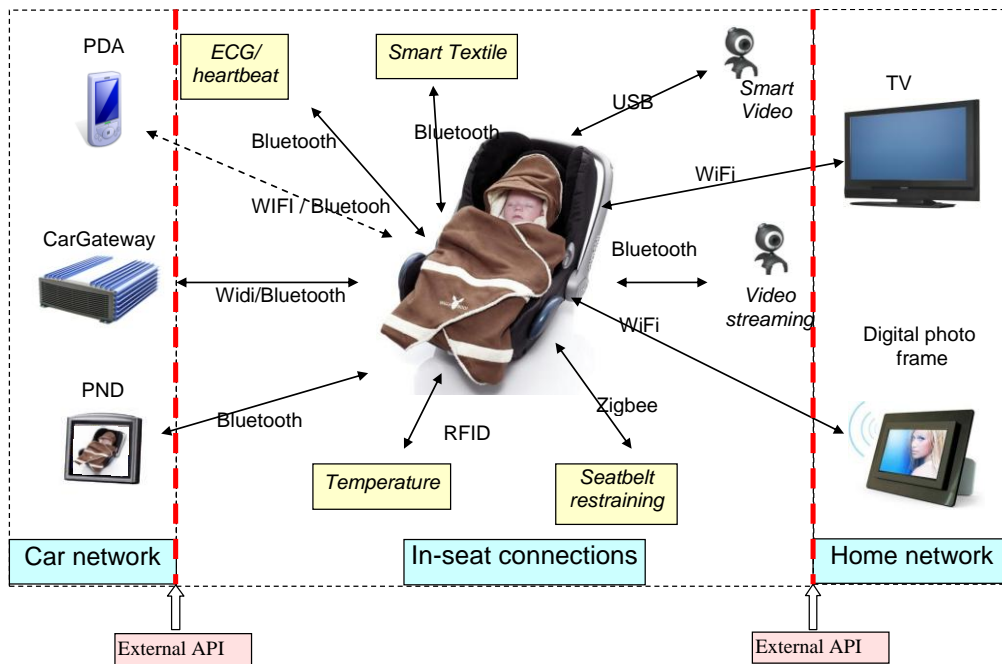 PDA
ECG/
heartbeat
Smart Textile
Smart
Video
TV
USB
Bluetooth
Bluetooth
WiFi
WIFI / Bluetooh
CarGateway
Bluetooth
Widi/Bluetooth
Video
streaming
WiFi
Digital photo
frame
PND
Bluetooth
Zigbee
RFID
Temperature
Seatbelt
restraining
Car network
In-seat connections
Home network
External API
External API